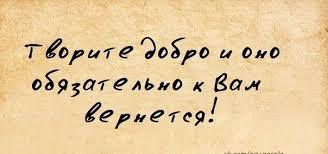 Творите добро и оно
обязательно к Вам
вернется!